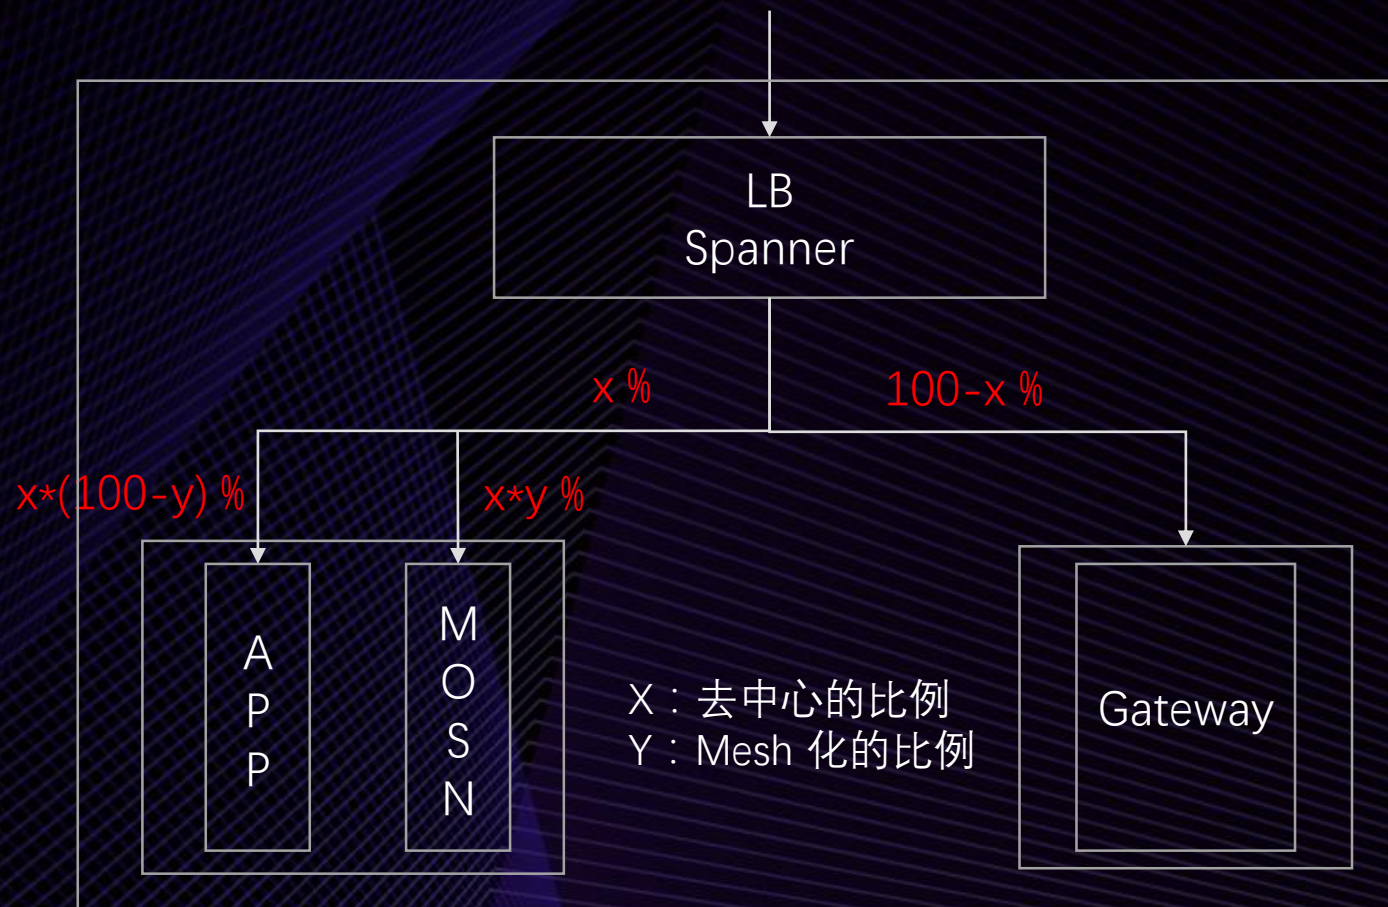 LB
Spanner
x %
100-x %
x*(100-y) %
x*y %
A
P
P
M
O
S
N
X：去中心的比例
Y：Mesh 化的比例
Gateway